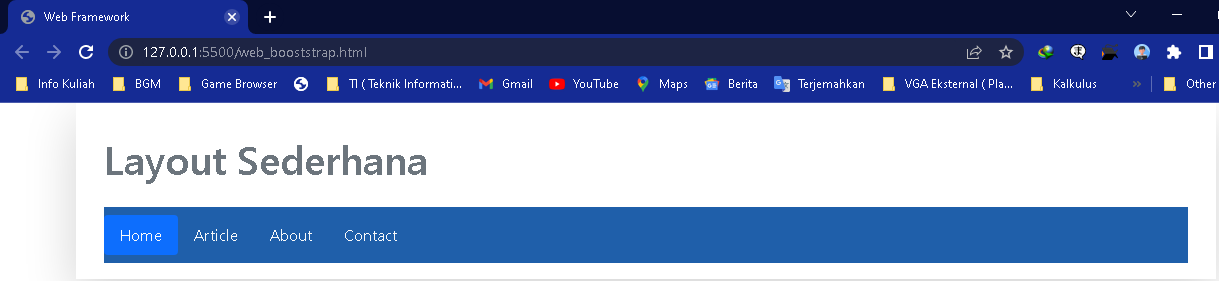 Web Framework
127.0.0.1:5500/web_booststrap.html
Info Kuliah BGM Game Browser TI ( Teknik Informati... Gmail YouTube Maps Berita Terjemahkan VGA Eksternal ( Pla... Kalkulus » Other
Layout Sederhana
Home Article About Contact